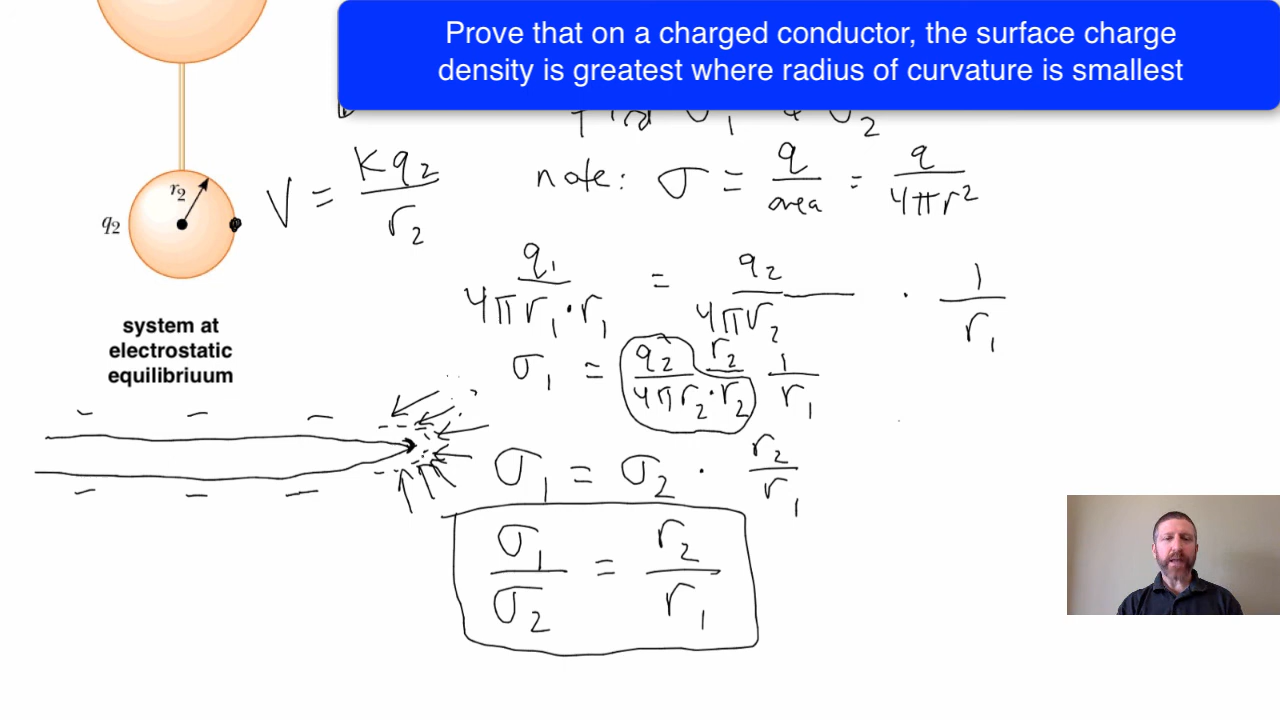 Prove that on a charged conductor, the surface charge
density is greatest where radius of curvature is smallest
r₂
q₂
V = Kq₂/r₂
note: σ = q/area = q/4πr²
q₁/4πr₁·r₁ = q₂/4πr₂ · 1/r₁
system at
electrostatic
equilibriuum
σ₁ = q₂/4πr₂·r₂ r₂ 1/r₁
σ₁ = σ₂ · r₂/r₁
σ₁/σ₂ = r₂/r₁